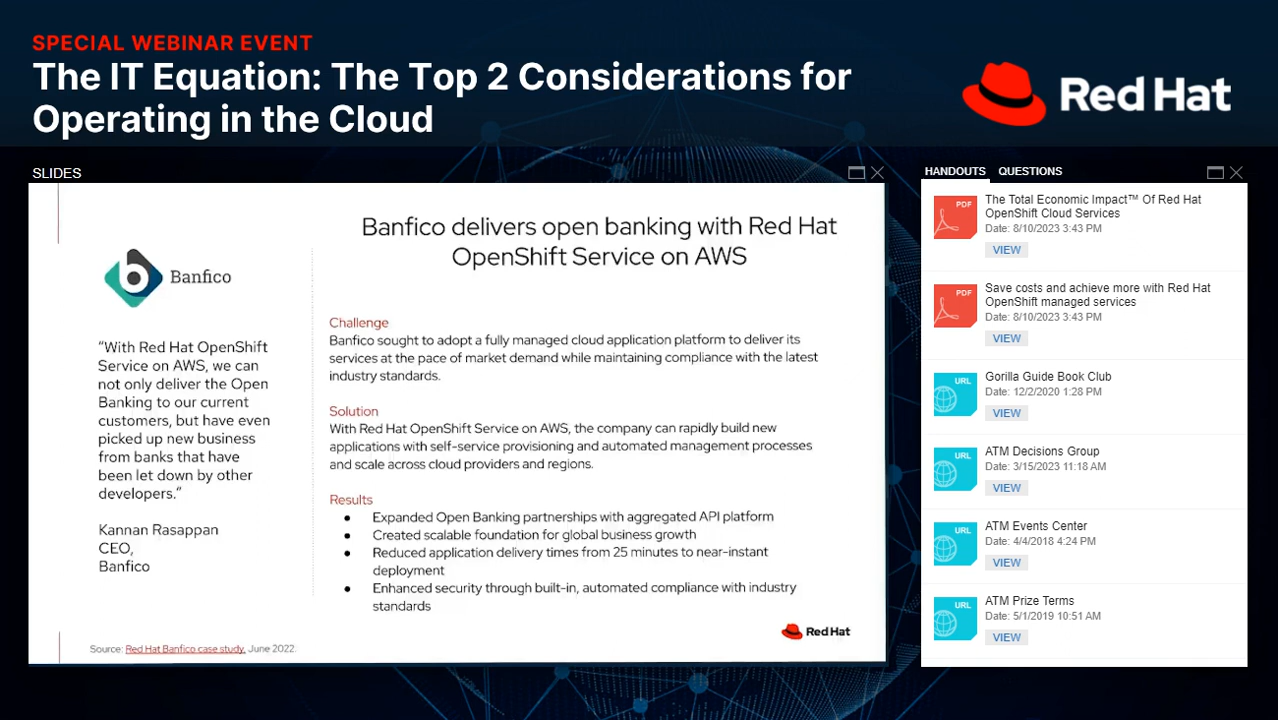 SPECIAL WEBINAR EVENT
The IT Equation: The Top 2 Considerations for
Operating in the Cloud
Red Hat
SLIDES
Banfico delivers open banking with Red Hat
OpenShift Service on AWS
Banfico
“With Red Hat OpenShift
Service on AWS, we can
not only deliver the Open
Banking to our current
customers, but have even
picked up new business
from banks that have
been let down by other
developers.”
Kannan Rasappan
CEO,
Banfico
Challenge
Banfico sought to adopt a fully managed cloud application platform to deliver its
services at the pace of market demand while maintaining compliance with the latest
industry standards.
Solution
With Red Hat OpenShift Service on AWS, the company can rapidly build new
applications with self-service provisioning and automated management processes
and scale across cloud providers and regions.
Results
● Expanded Open Banking partnerships with aggregated API platform
● Created scalable foundation for global business growth
● Reduced application delivery times from 25 minutes to near-instant
deployment
● Enhanced security through built-in, automated compliance with industry
standards
Red Hat
Source: Red Hat Banfico case study, June 2022.
HANDOUTS QUESTIONS
PDF
The Total Economic Impact™ Of Red Hat
OpenShift Cloud Services
Date: 8/10/2023 3:43 PM
VIEW
PDF
Save costs and achieve more with Red Hat
OpenShift managed services
Date: 8/10/2023 3:43 PM
VIEW
URL
Gorilla Guide Book Club
Date: 12/2/2020 1:28 PM
VIEW
URL
ATM Decisions Group
Date: 3/15/2023 11:18 AM
VIEW
URL
ATM Events Center
Date: 4/4/2018 4:24 PM
VIEW
URL
ATM Prize Terms
Date: 5/1/2019 10:51 AM
VIEW